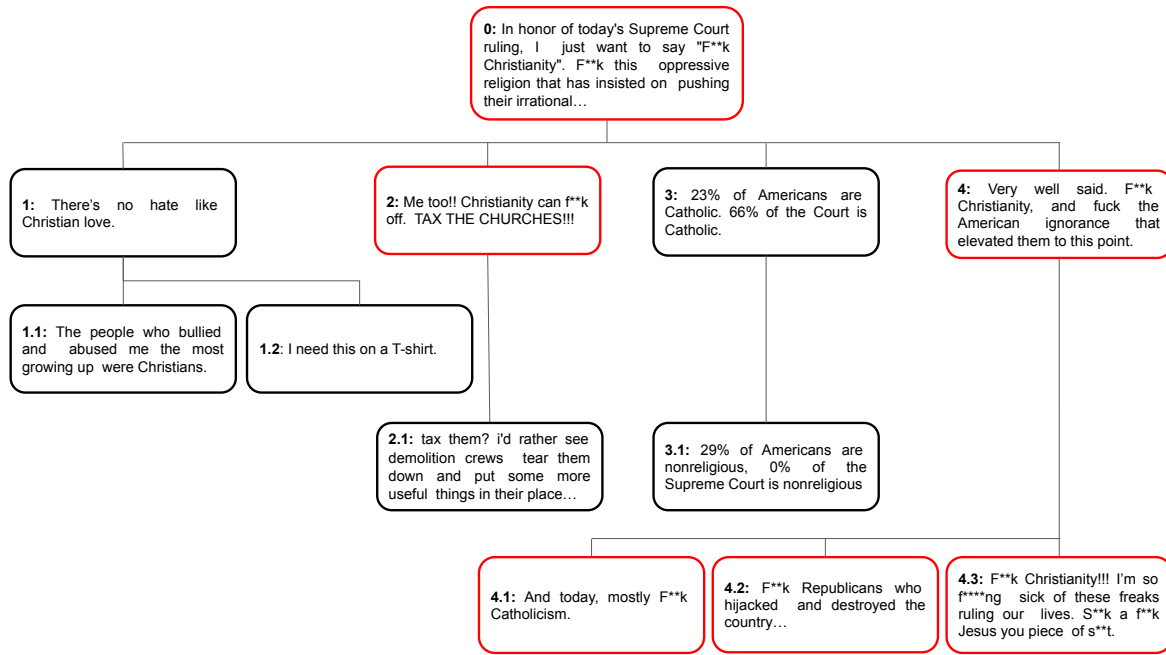 0: In honor of today's Supreme Court
ruling, I just want to say "F**k
Christianity". F**k this oppressive
religion that has insisted on pushing
their irrational…
1: There's no hate like
Christian love.
2: Me too!! Christianity can f**k
off. TAX THE CHURCHES!!!
3: 23% of Americans are
Catholic. 66% of the Court is
Catholic.
4: Very well said. F**k
Christianity, and fuck the
American ignorance that
elevated them to this point.
1.1: The people who bullied
and abused me the most
growing up were Christians.
1.2: I need this on a T-shirt.
2.1: tax them? i'd rather see
demolition crews tear them
down and put some more
useful things in their place…
3.1: 29% of Americans are
nonreligious, 0% of the
Supreme Court is nonreligious
4.1: And today, mostly F**k
Catholicism.
4.2: F**k Republicans who
hijacked and destroyed the
country…
4.3: F**k Christianity!!! I'm so
f****ng sick of these freaks
ruling our lives. S**k a f**k
Jesus you piece of s**t.